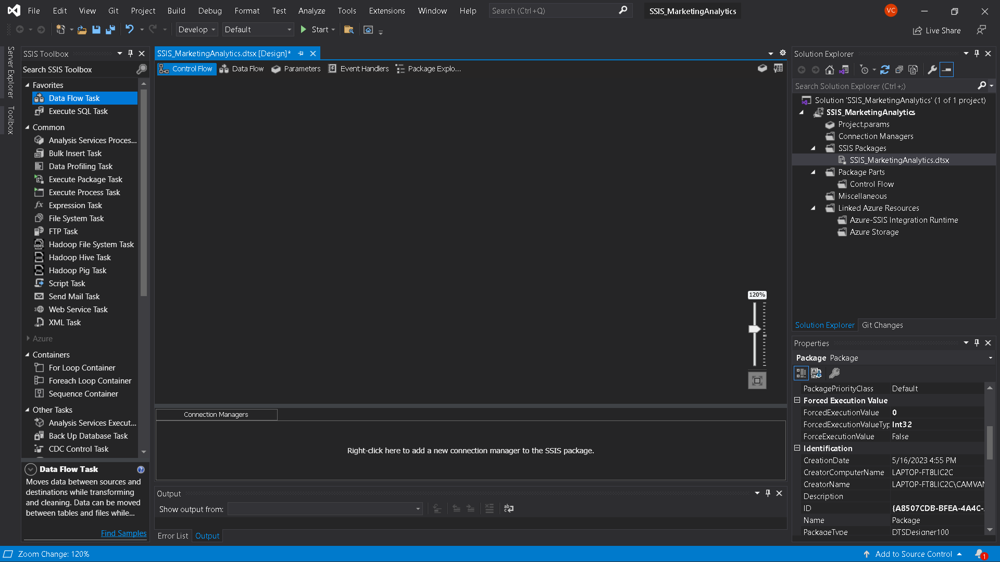 File Edit View Git Project Build Debug Format Test Analyze Tools Extensions Window Help Search (Ctrl+Q) SSIS_MarketingAnalytics VC
Develop Default Start Live Share
Server Explorer
Toolbox
SSIS Toolbox
Search SSIS Toolbox
Favorites
Data Flow Task
Execute SQL Task
Common
Analysis Services Proces...
Bulk Insert Task
Data Profiling Task
Execute Package Task
Execute Process Task
Expression Task
File System Task
FTP Task
Hadoop File System Task
Hadoop Hive Task
Hadoop Pig Task
Script Task
Send Mail Task
Web Service Task
XML Task
Azure
Containers
For Loop Container
Foreach Loop Container
Sequence Container
Other Tasks
Analysis Services Execut...
Back Up Database Task
CDC Control Task
Data Flow Task
Moves data between sources and
destinations while transforming
and cleaning. Data can be moved
between tables and files while...
Find Samples
SSIS_MarketingAnalytics.dtsx [Design]*
Control Flow Data Flow Parameters Event Handlers Package Explo...
120%
Connection Managers
Right-click here to add a new connection manager to the SSIS package.
Output
Show output from:
Error List Output
Solution Explorer
Search Solution Explorer (Ctrl+;)
Solution 'SSIS_MarketingAnalytics' (1 of 1 project)
SSIS_MarketingAnalytics
Project.params
Connection Managers
SSIS Packages
SSIS_MarketingAnalytics.dtsx
Package Parts
Control Flow
Miscellaneous
Linked Azure Resources
Azure-SSIS Integration Runtime
Azure Storage
Solution Explorer Git Changes
Properties
Package Package
PackagePriorityClass Default
Forced Execution Value
ForcedExecutionValue 0
ForcedExecutionValueTyp Int32
ForceExecutionValue False
Identification
CreationDate 5/16/2023 4:55 PM
CreatorComputerName LAPTOP-FT8LIC2C
CreatorName LAPTOP-FT8LIC2C\CAMVAN
Description
ID {A8507CDB-BFEA-4A4C-
Name Package
PackageType DTSDesigner100
Zoom Change: 120% Add to Source Control 1